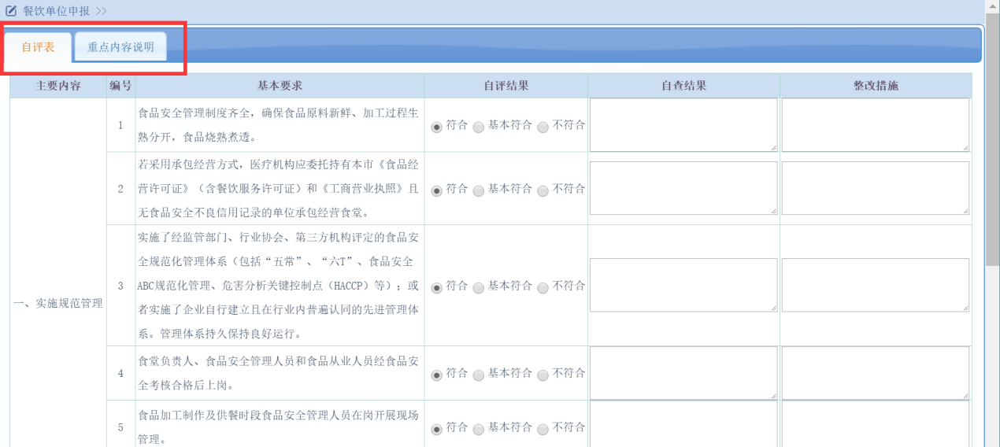 餐饮单位申报 >>
自评表 重点内容说明
主要内容 编号 基本要求 自评结果 自查结果 整改措施
一、实施规范管理
1 食品安全管理制度齐全，确保食品原料新鲜、加工过程生
熟分开，食品烧熟煮透。
符合 基本符合 不符合
2 若采用承包经营方式，医疗机构应委托持有本市《食品经
营许可证》（含餐饮服务许可证）和《工商营业执照》且
无食品安全不良信用记录的单位承包经营食堂。
符合 基本符合 不符合
3 实施了经监管部门、行业协会、第三方机构评定的食品安
全规范化管理体系（包括“五常”、“六T”、食品安全
ABC规范化管理、危害分析关键控制点（HACCP）等）；或
者实施了企业自行建立且在行业内普遍认同的先进管理体
系。管理体系持久保持良好运行。
符合 基本符合 不符合
4 食堂负责人、食品安全管理人员和食品从业人员经食品安
全考核合格后上岗。
符合 基本符合 不符合
5 食品加工制作及供餐时段食品安全管理人员在岗开展现场
管理。
符合 基本符合 不符合